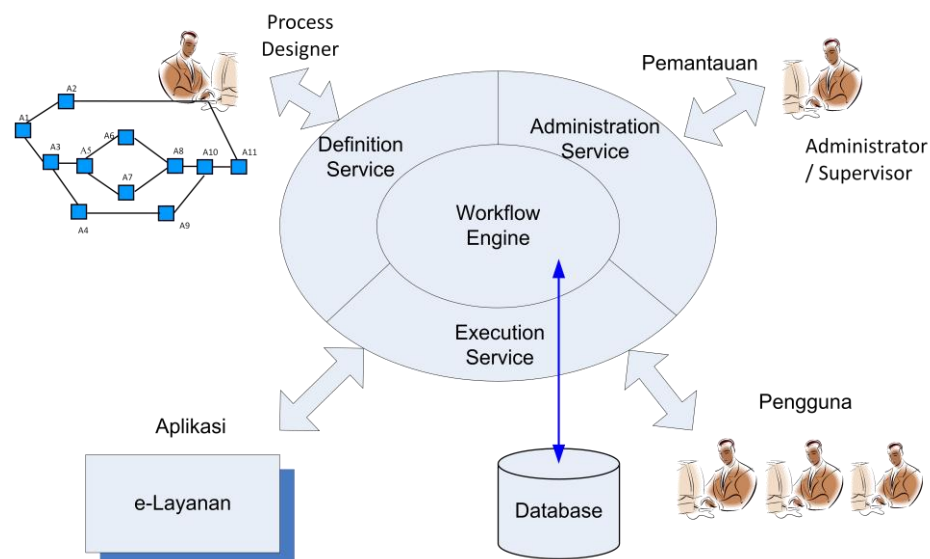 Process
Designer
A1
A2
A3
A4
A5
A6
A7
A8
A9
A10
A11
Definition
Service
Administration
Service
Pemantauan
Administrator
/ Supervisor
Workflow
Engine
Execution
Service
Aplikasi
e-Layanan
Database
Pengguna